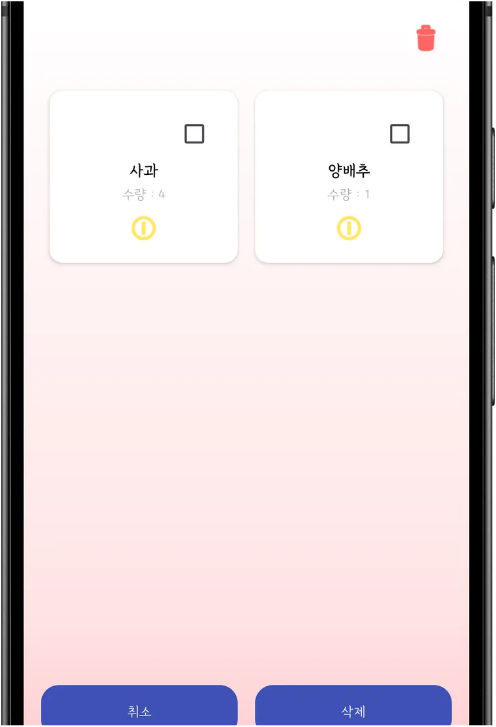 사과
수량 : 4
양배추
수량 : 1
취소
삭제